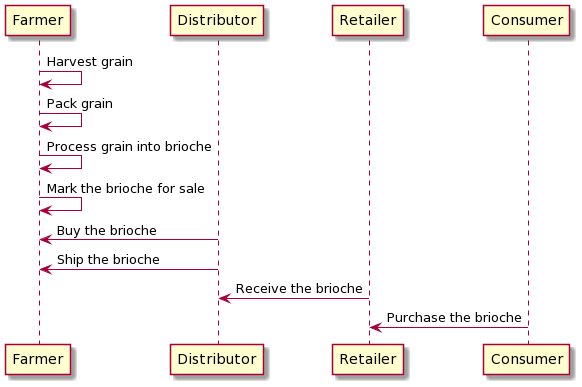 Farmer Distributor Retailer Consumer
Harvest grain
Pack grain
Process grain into brioche
Mark the brioche for sale
Buy the brioche
Ship the brioche
Receive the brioche
Purchase the brioche
Farmer Distributor Retailer Consumer